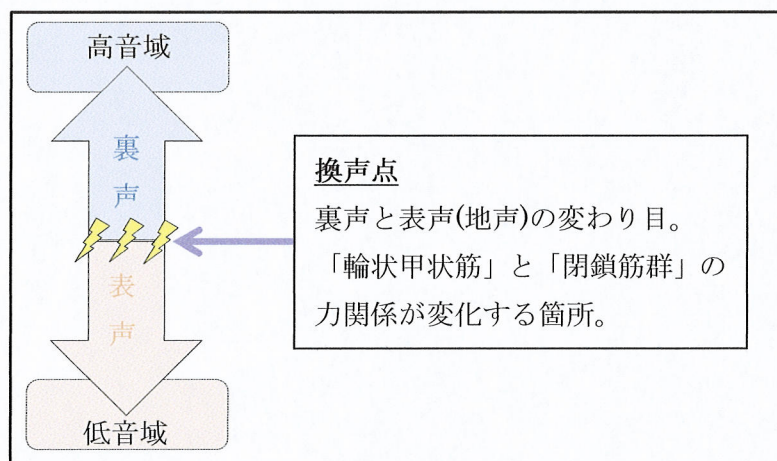 高音域
裏声
換声点
裏声と表声(地声)の変わり目。
「輪状甲状筋」と「閉鎖筋群」の
力関係が変化する箇所。
表声
低音域